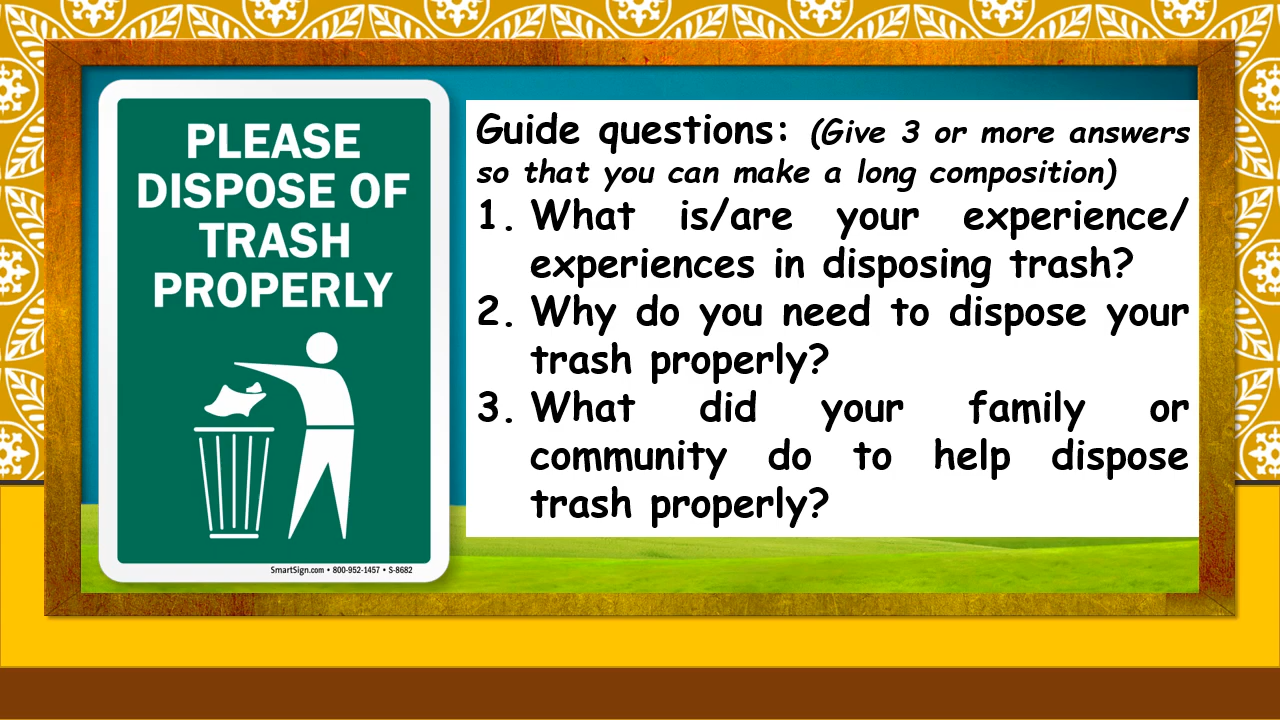 PLEASE
DISPOSE OF
TRASH
PROPERLY
SmartSign.com • 800-952-1457 • S-8682
Guide questions: (Give 3 or more answers
so that you can make a long composition)
1. What is/are your experience/
experiences in disposing trash?
2. Why do you need to dispose your
trash properly?
3. What did your family or
community do to help dispose
trash properly?